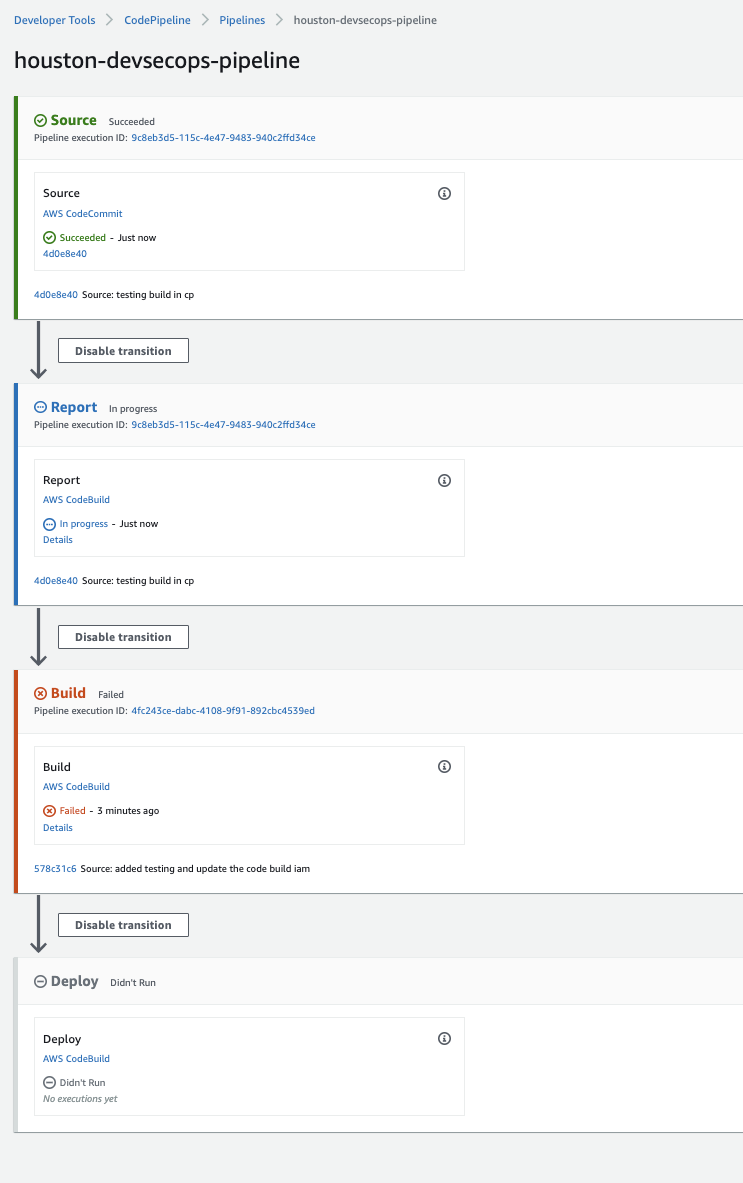 Developer Tools > CodePipeline > Pipelines > houston-devsecops-pipeline
houston-devsecops-pipeline
Source Succeeded
Pipeline execution ID: 9c8eb3d5-115c-4e47-9483-940c2ffd34ce
Source
AWS CodeCommit
Succeeded - Just now
4d0e8e40
4d0e8e40 Source: testing build in cp
Disable transition
Report In progress
Pipeline execution ID: 9c8eb3d5-115c-4e47-9483-940c2ffd34ce
Report
AWS CodeBuild
In progress - Just now
Details
4d0e8e40 Source: testing build in cp
Disable transition
Build Failed
Pipeline execution ID: 4fc243ce-dabc-4108-9f91-892cbc4539ed
Build
AWS CodeBuild
Failed - 3 minutes ago
Details
578c31c6 Source: added testing and update the code build iam
Disable transition
Deploy Didn't Run
Deploy
AWS CodeBuild
Didn't Run
No executions yet